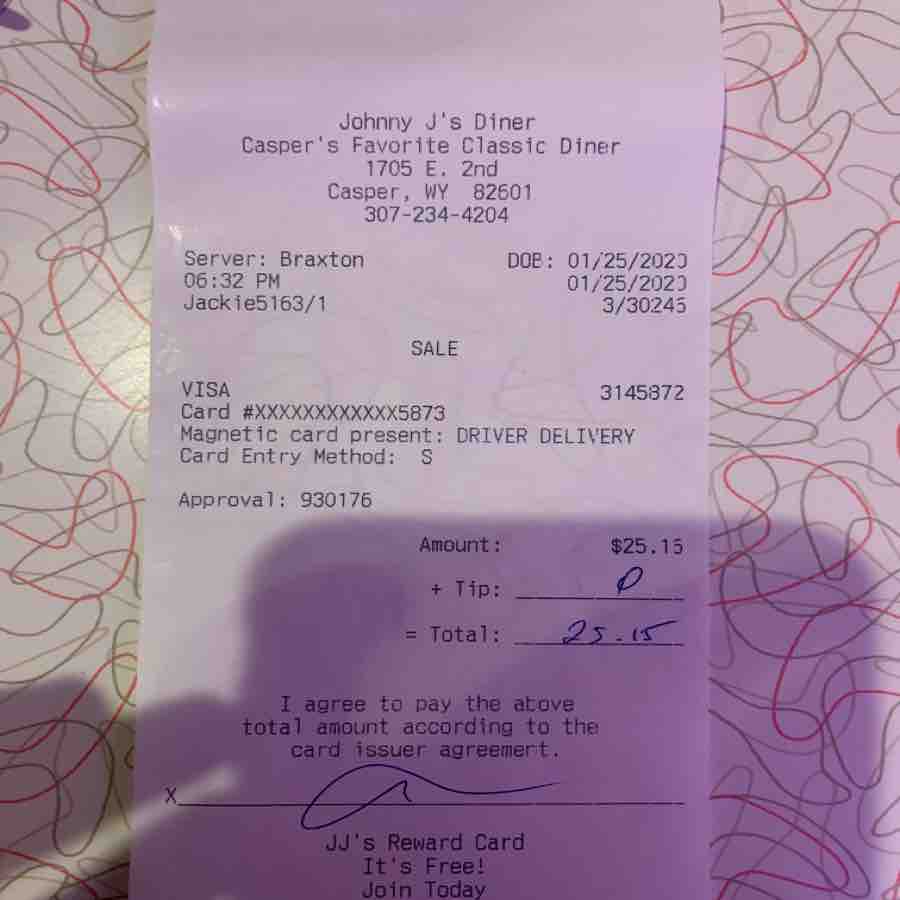 Johnny J's Diner
Casper's Favorite Classic Diner
1705 E. 2nd
Casper, WY 82601
307-234-4204
Server: Braxton DOB: 01/25/2020
06:32 PM 01/25/2020
Jackie5163/1 3/30246
SALE
VISA 3145872
Card #XXXXXXXXXXXX5873
Magnetic card present: DRIVER DELIVERY
Card Entry Method: S
Approval: 930176
Amount: $25.15
+ Tip: 0
= Total: 25.15
I agree to pay the above
total amount according to the
card issuer agreement.
X
JJ's Reward Card
It's Free!
Join Today